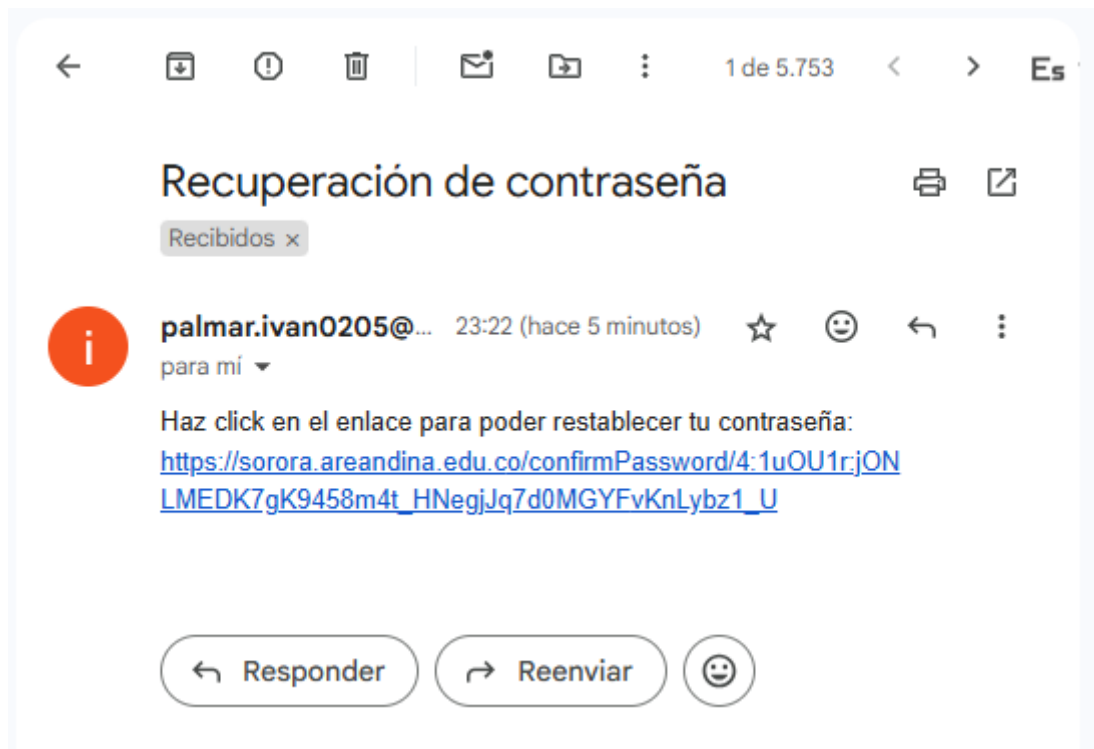 1 de 5.753
Es
Recuperación de contraseña
Recibidos ×
i
palmar.ivan0205@... 23:22 (hace 5 minutos)
para mí
Haz click en el enlace para poder restablecer tu contraseña:
https://sorora.areandina.edu.co/confirmPassword/4:1uOU1r:jON
LMEDK7gK9458m4t_HNegjJq7d0MGYFvKnLybz1_U
Responder
Reenviar